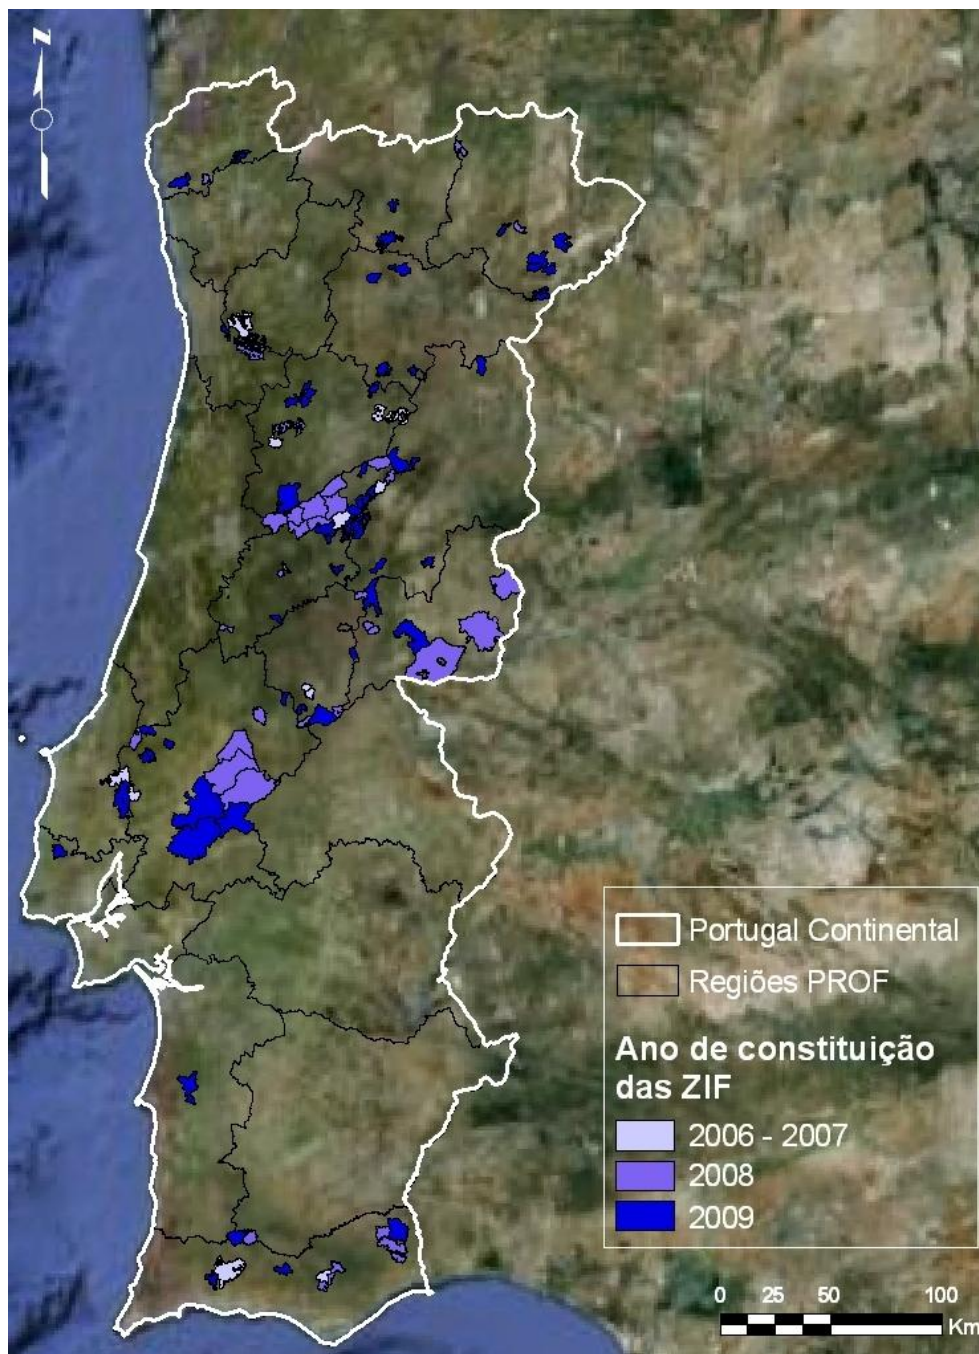 N
Portugal Continental
Regiões PROF
Ano de constituição
das ZIF
2006 - 2007
2008
2009
0 25 50 100
Km